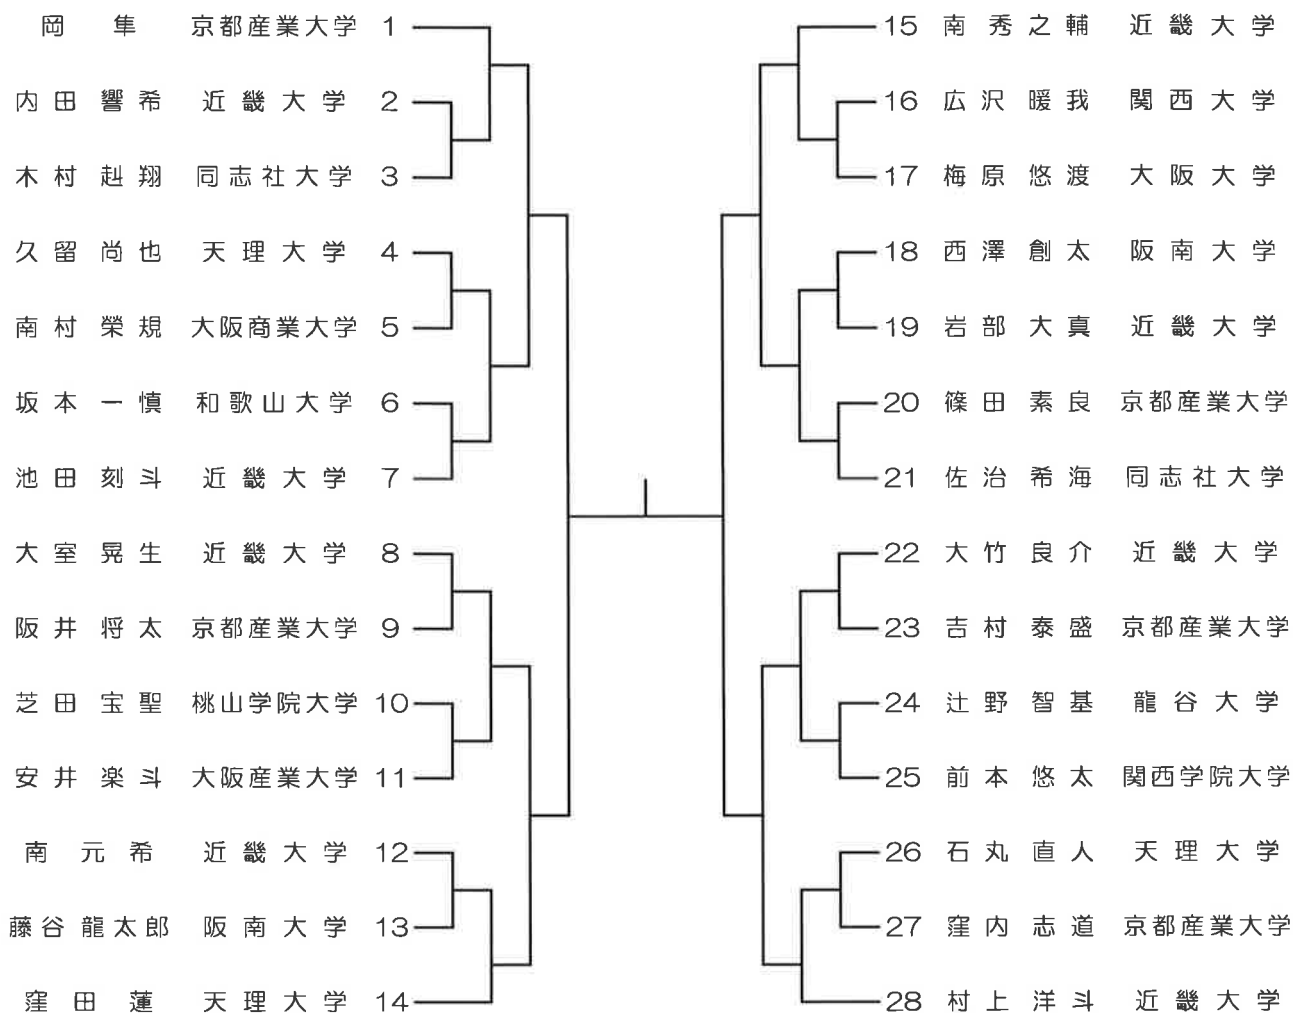 岡 隼 京都産業大学 1
内田 響希 近畿大学 2
木村 赳翔 同志社大学 3
久留 尚也 天理大学 4
南村 榮規 大阪商業大学 5
坂本 一慎 和歌山大学 6
池田 刻斗 近畿大学 7
大室 晃生 近畿大学 8
阪井 将太 京都産業大学 9
芝田 宝聖 桃山学院大学 10
安井 楽斗 大阪産業大学 11
南 元希 近畿大学 12
藤谷 龍太郎 阪南大学 13
窪田 蓮 天理大学 14
15 南 秀之輔 近畿大学
16 広沢 暖我 関西大学
17 梅原 悠渡 大阪大学
18 西澤 創太 阪南大学
19 岩部 大真 近畿大学
20 篠田 素良 京都産業大学
21 佐治 希海 同志社大学
22 大竹 良介 近畿大学
23 吉村 泰盛 京都産業大学
24 辻野 智基 龍谷大学
25 前本 悠太 関西学院大学
26 石丸 直人 天理大学
27 窪内 志道 京都産業大学
28 村上 洋斗 近畿大学